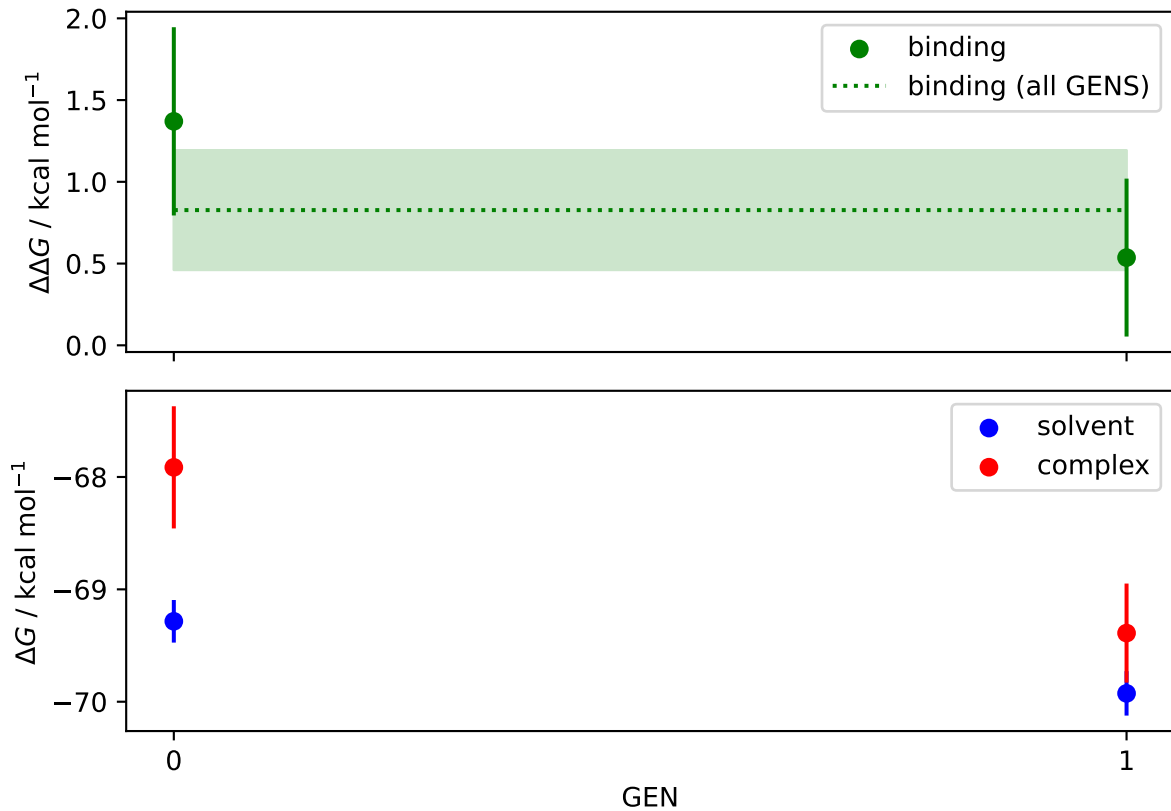 2.0
1.5
1.0
0.5
0.0
ΔΔG / kcal mol⁻¹
binding
binding (all GENS)
−68
−69
−70
ΔG / kcal mol⁻¹
solvent
complex
0
1
GEN